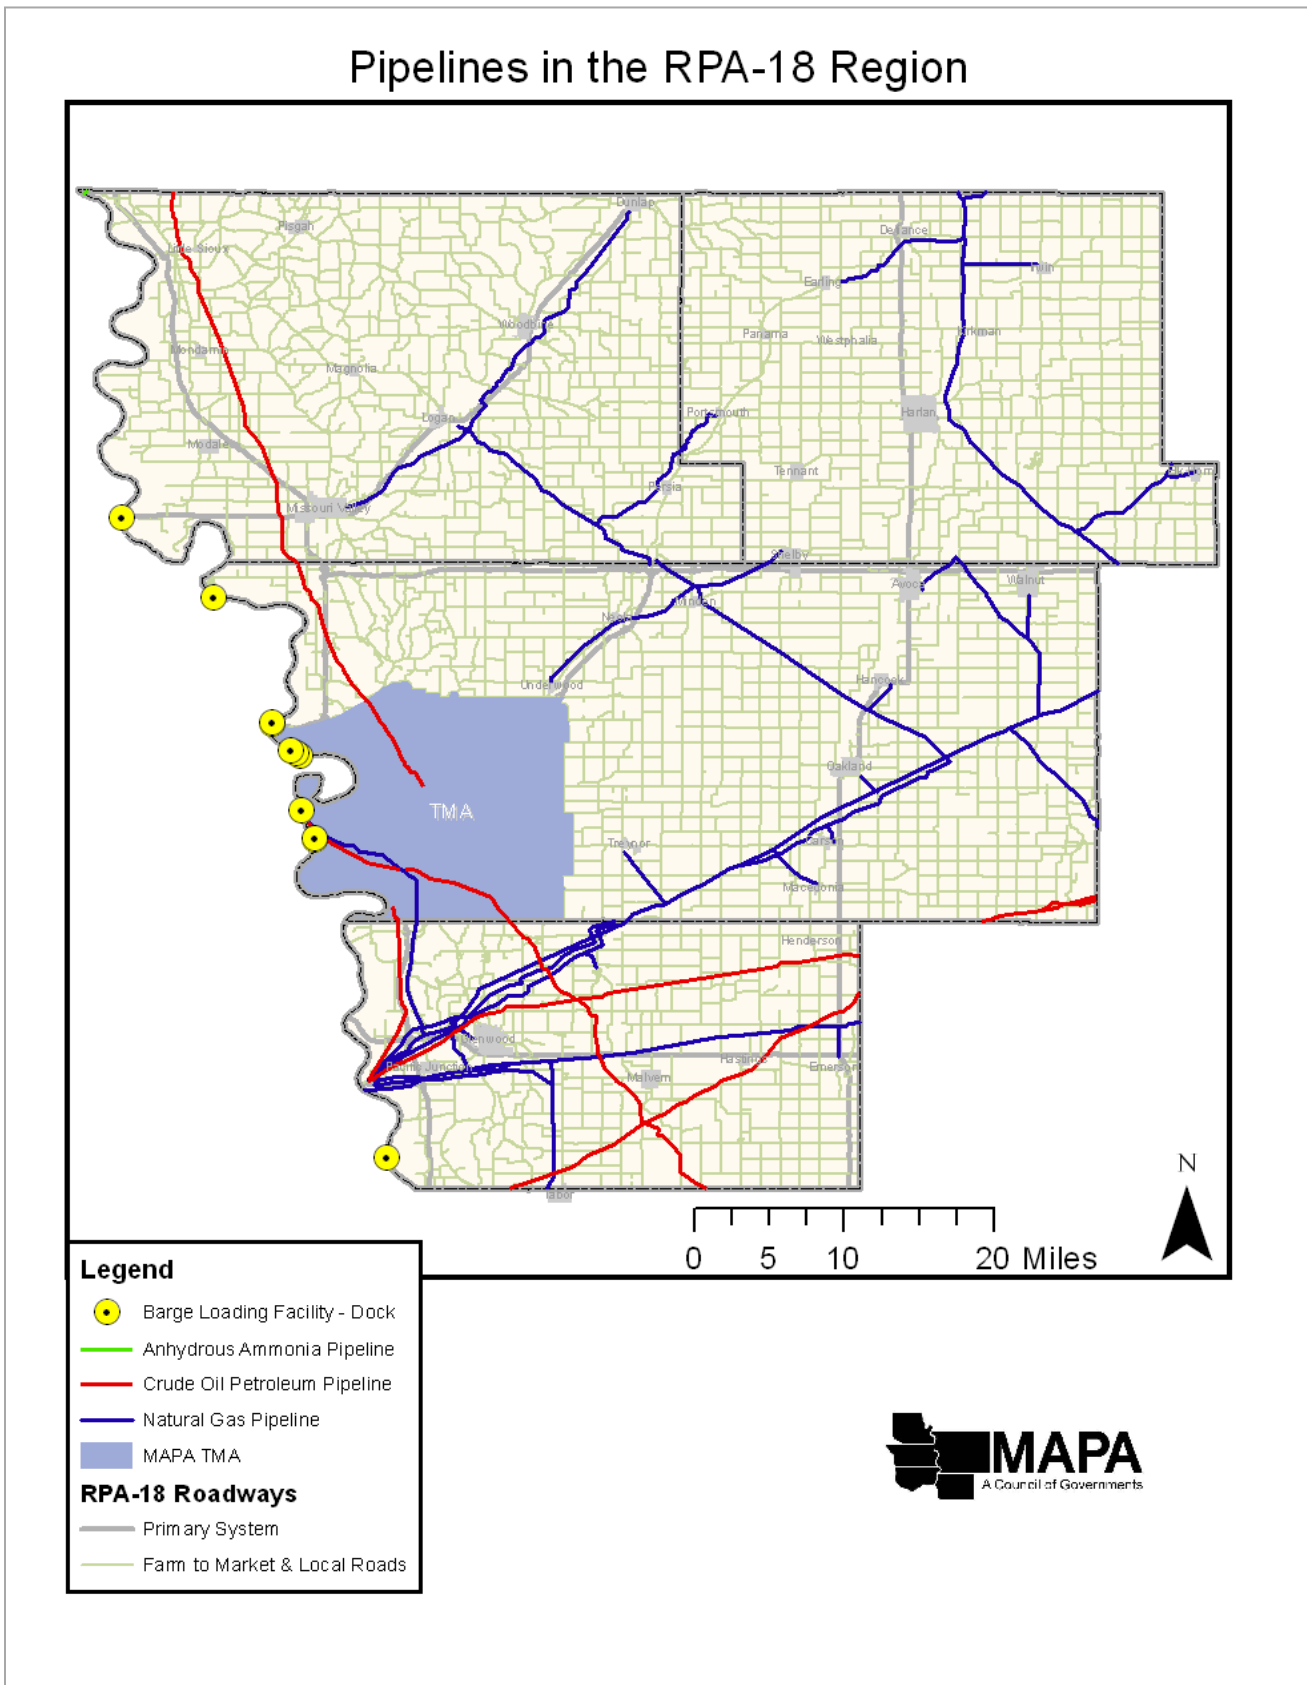 Pipelines in the RPA-18 Region
Dunlap
Pisgah
Defiance
Little Sioux
Irwin
Earling
Woodbine
Kirkman
Panama
Westphalia
Mondamin
Magnolia
Portsmouth
Harlan
Logan
Modale
Tennant
Elk Horn
Persia
Missouri Valley
Shelby
Avoca
Walnut
Minden
Neola
Hancock
Underwood
Oakland
TMA
Carson
Treynor
Macedonia
Henderson
Glenwood
Hastings
Pacific Junction
Emerson
Malvern
Tabor
N
0 5 10 20 Miles
Legend
Barge Loading Facility - Dock
Anhydrous Ammonia Pipeline
Crude Oil Petroleum Pipeline
Natural Gas Pipeline
MAPA TMA
RPA-18 Roadways
Primary System
Farm to Market & Local Roads
MAPA
A Council of Governments